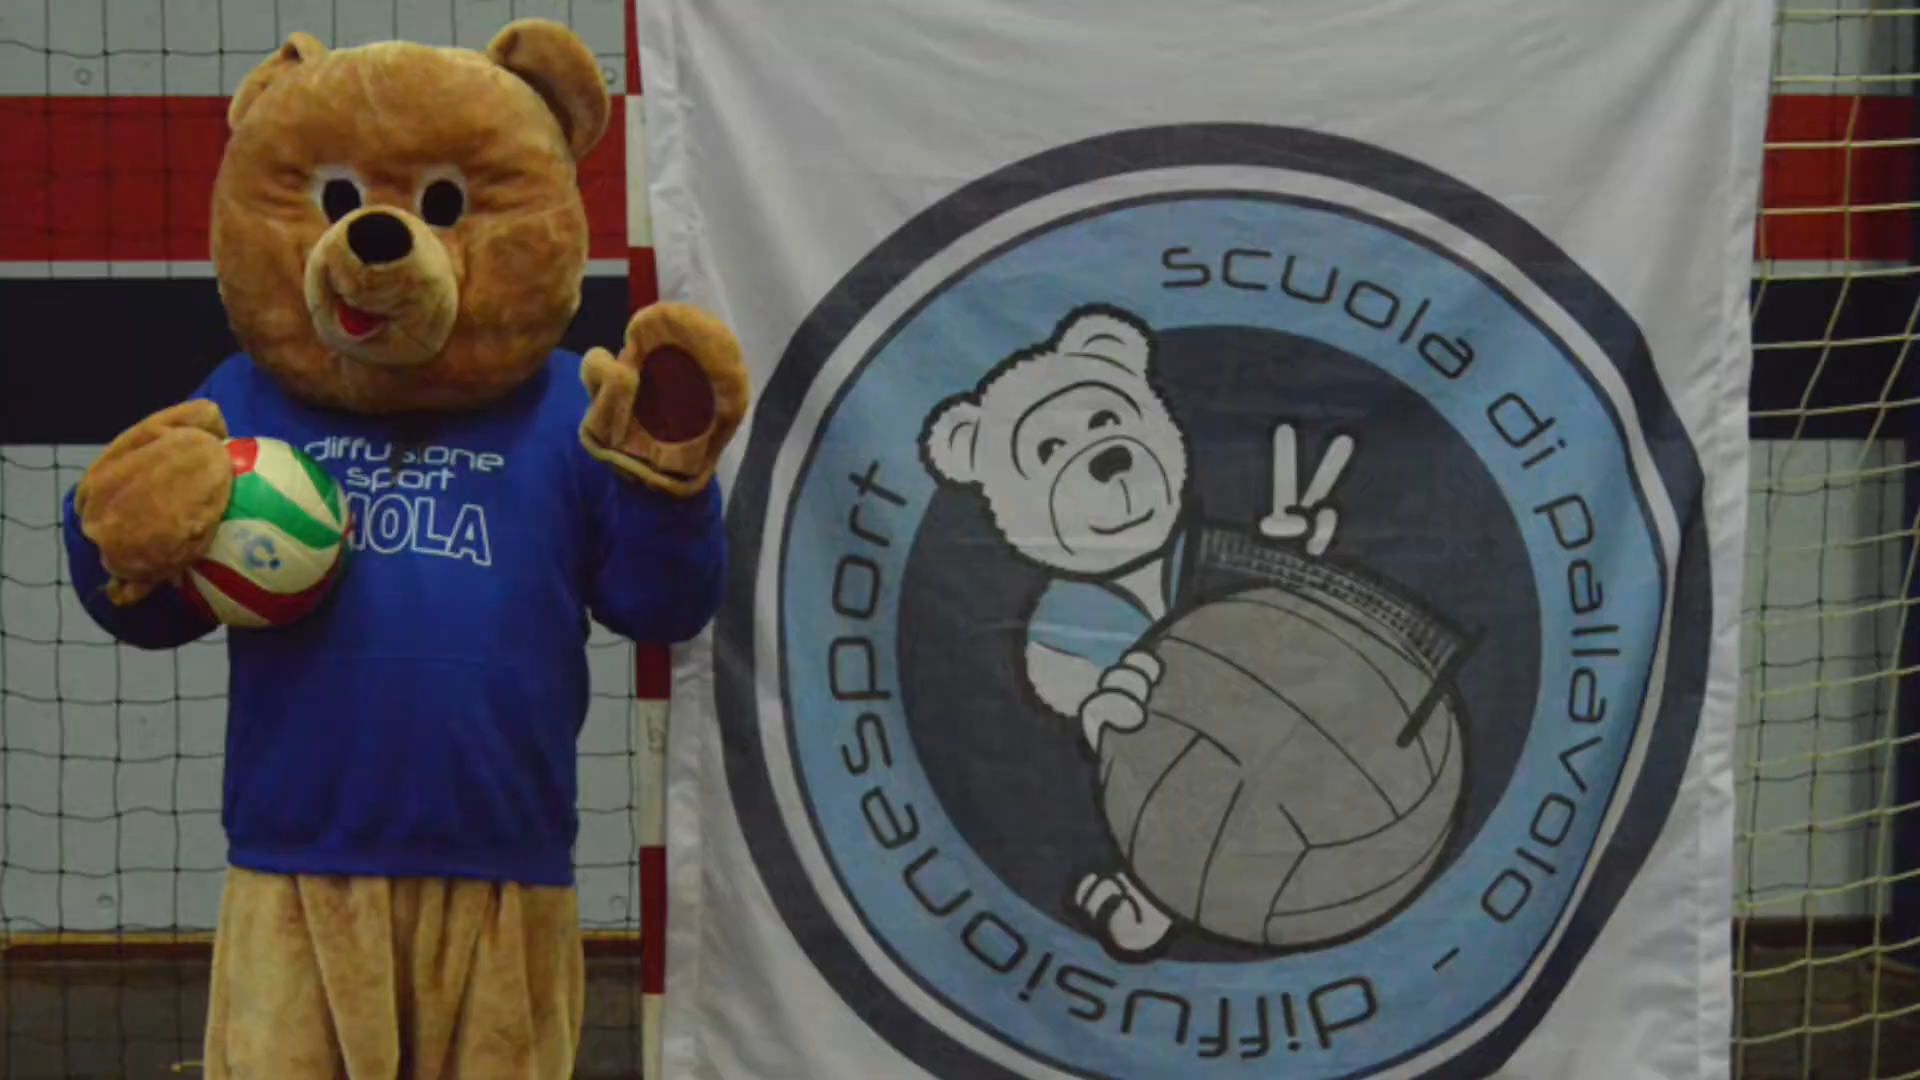 diffusione
sport
MOLA
scuola di pallavolo - diffusionesport